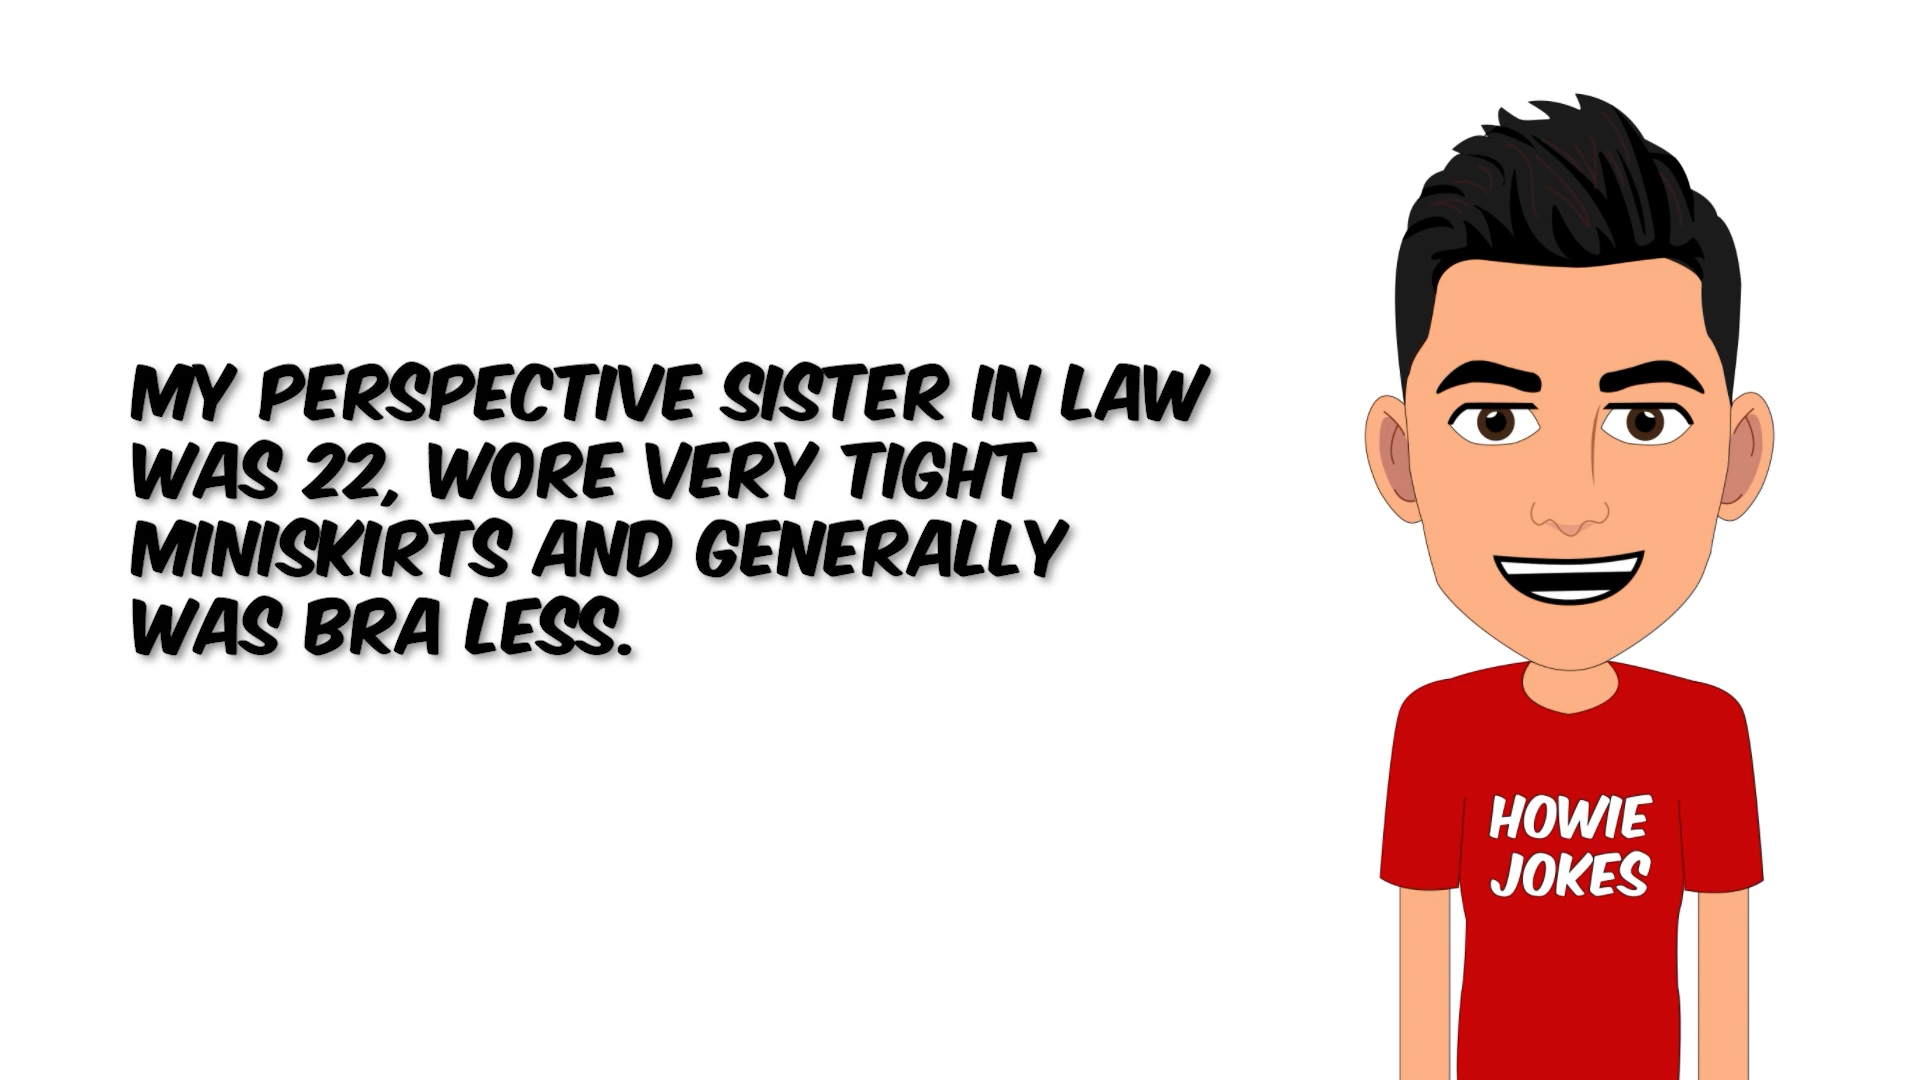 MY PERSPECTIVE SISTER IN LAW
WAS 22, WORE VERY TIGHT
MINISKIRTS AND GENERALLY
WAS BRA LESS.
HOWIE
JOKES